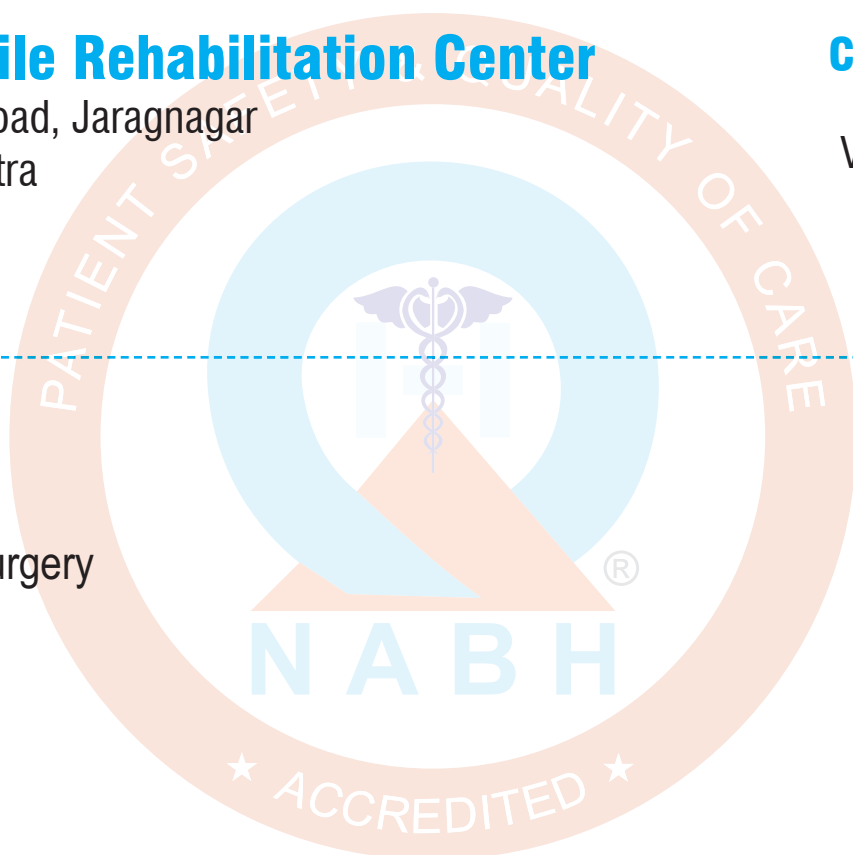 ile Rehabilitation Center
C
oad, Jaragnagar
V
tra
PATIENT SAFETY & QUALITY OF CARE
H
urgery
®
NABH
★ ACCREDITED ★